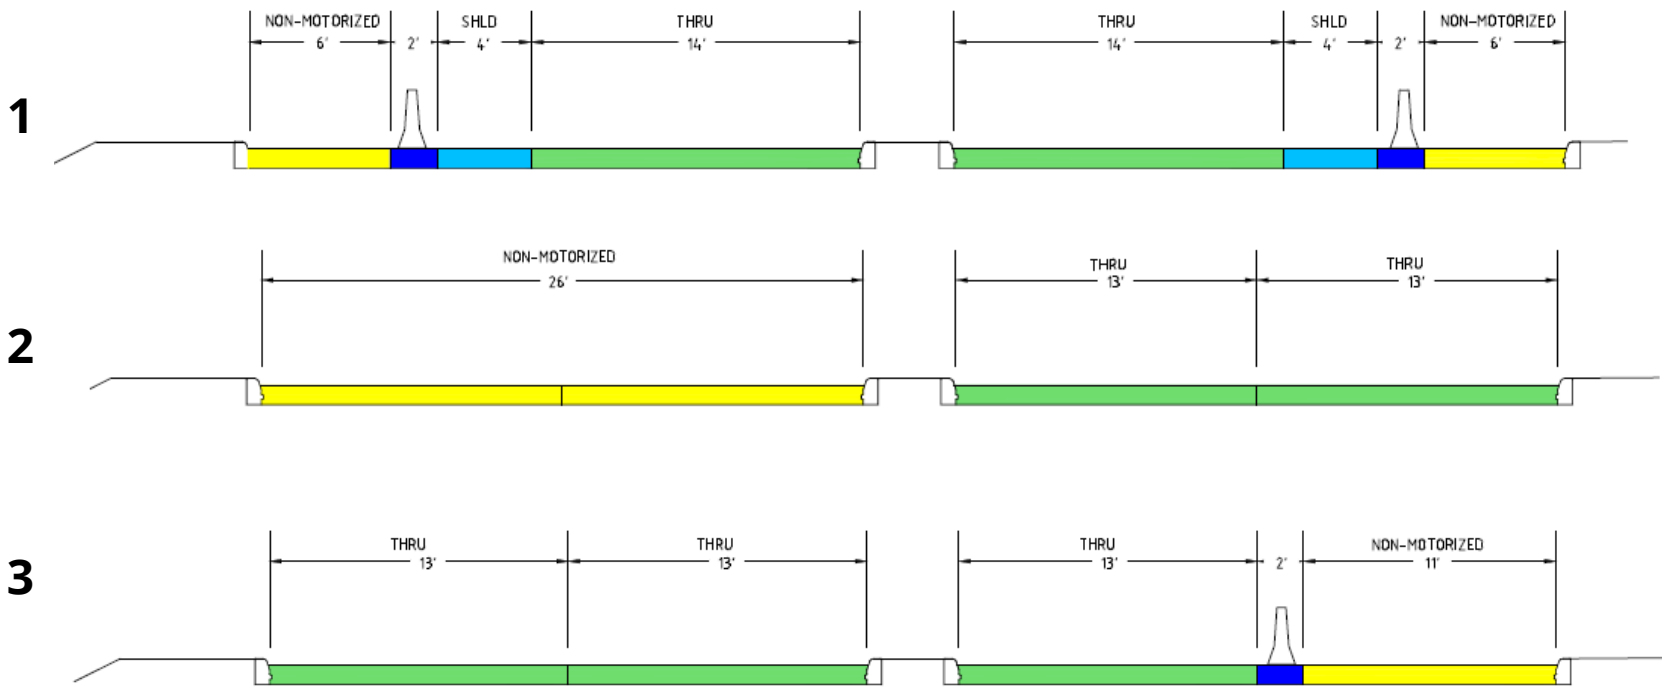 NON-MOTORIZED SHLD THRU THRU SHLD NON-MOTORIZED
6' 2' 4' 14' 14' 4' 2' 6'
1
NON-MOTORIZED THRU THRU
26' 13' 13'
2
THRU THRU THRU NON-MOTORIZED
13' 13' 13' 2' 11'
3